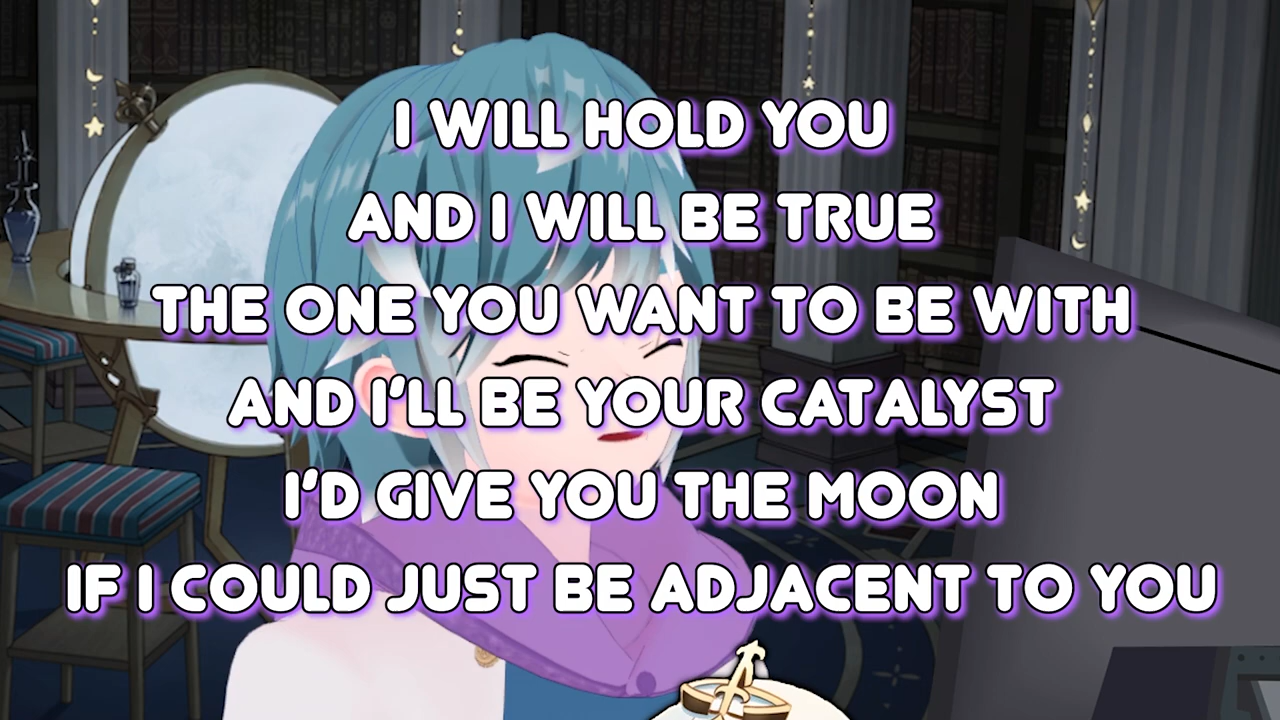 I WILL HOLD YOU
AND I WILL BE TRUE
THE ONE YOU WANT TO BE WITH
AND I'LL BE YOUR CATALYST
I'D GIVE YOU THE MOON
IF I COULD JUST BE ADJACENT TO YOU